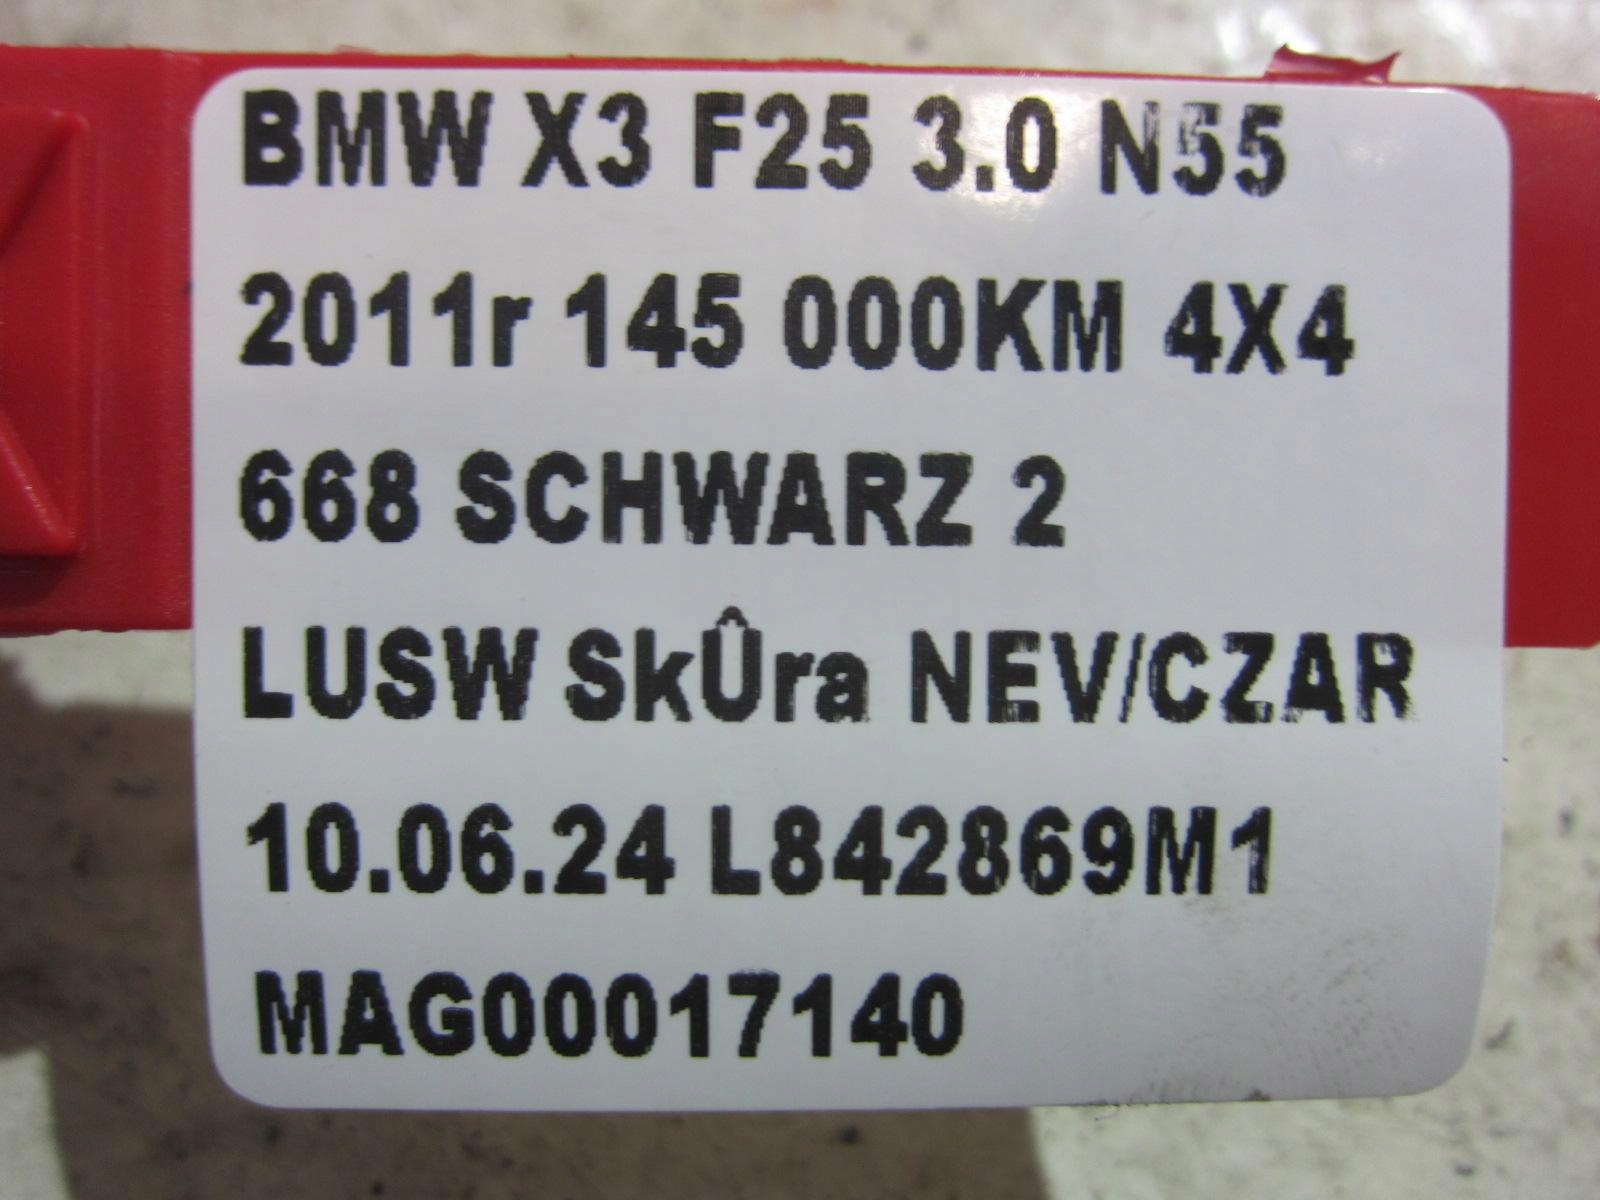 BMW X3 F25 3.0 N55
2011r 145 000KM 4X4
668 SCHWARZ 2
LUSW SkÛra NEV/CZAR
10.06.24 L842869M1
MAG00017140